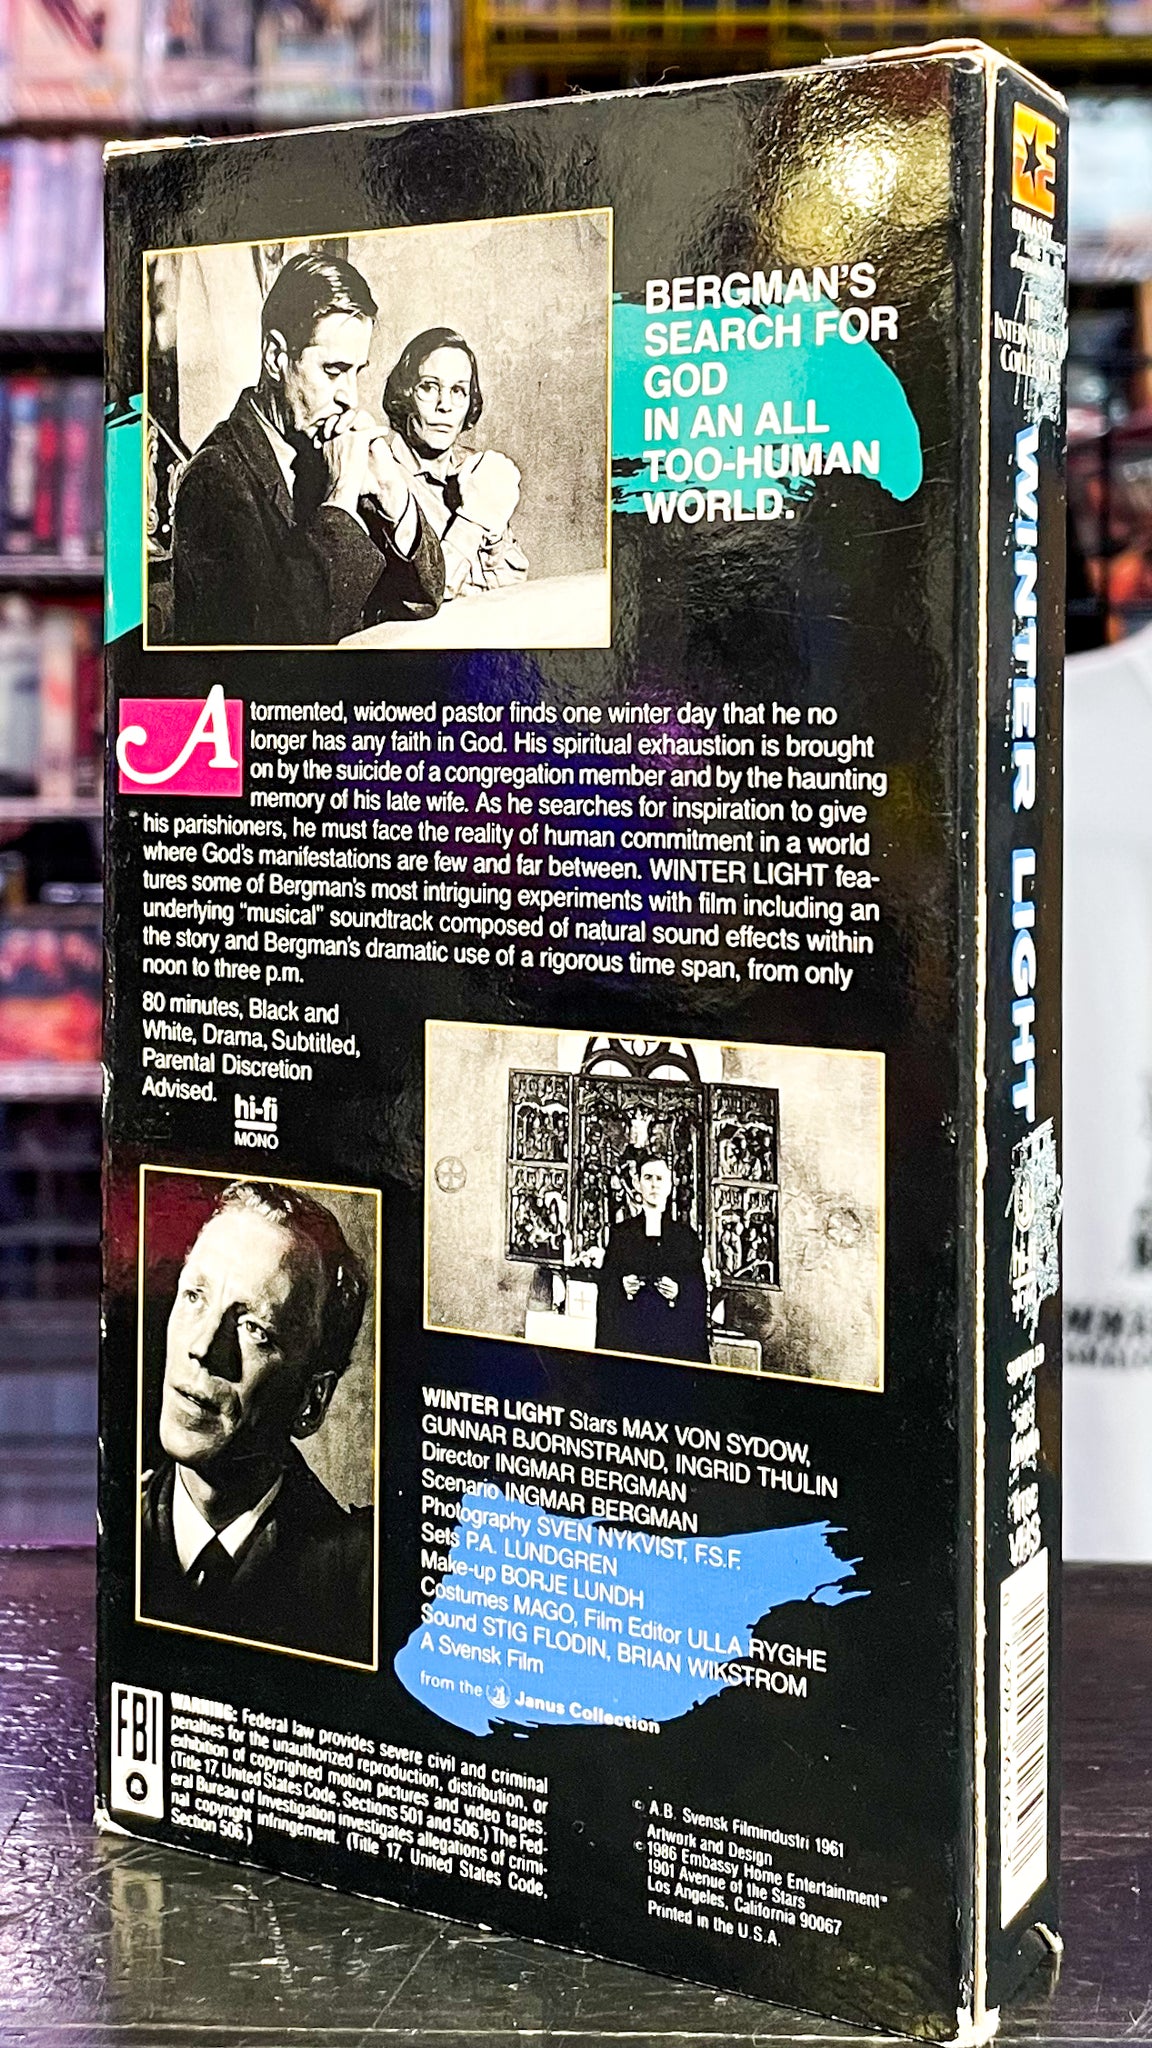 BERGMAN'S
SEARCH FOR
GOD
IN AN ALL
TOO-HUMAN
WORLD.
A tormented, widowed pastor finds one winter day that he no
longer has any faith in God. His spiritual exhaustion is brought
on by the suicide of a congregation member and by the haunting
memory of his late wife. As he searches for inspiration to give
his parishioners, he must face the reality of human commitment in a world
where God's manifestations are few and far between. WINTER LIGHT fea-
tures some of Bergman's most intriguing experiments with film including an
underlying "musical" soundtrack composed of natural sound effects within
the story and Bergman's dramatic use of a rigorous time span, from only
noon to three p.m.
80 minutes, Black and
White, Drama, Subtitled,
Parental Discretion
Advised.
hi-fi
MONO
WINTER LIGHT Stars MAX VON SYDOW,
GUNNAR BJORNSTRAND, INGRID THULIN
Director INGMAR BERGMAN
Scenario INGMAR BERGMAN
Photography SVEN NYKVIST, F.S.F.
Sets P.A. LUNDGREN
Make-up BORJE LUNDH
Costumes MAGO, Film Editor ULLA RYGHE
Sound STIG FLODIN, BRIAN WIKSTROM
A Svensk Film
from the Janus Collection
FBI
WARNING: Federal law provides severe civil and criminal
penalties for the unauthorized reproduction, distribution, or
exhibition of copyrighted motion pictures and video tapes.
(Title 17, United States Code, Sections 501 and 506.) The Fed-
eral Bureau of Investigation investigates allegations of crimi-
nal copyright infringement. (Title 17, United States Code,
Section 506.)
© A.B. Svensk Filmindustri 1961
Artwork and Design
© 1986 Embassy Home Entertainment™
1901 Avenue of the Stars
Los Angeles, California 90067
Printed in the U.S.A.
E
EMBASSY
The
INTERNATIONAL
COLLECTION
WINTER LIGHT